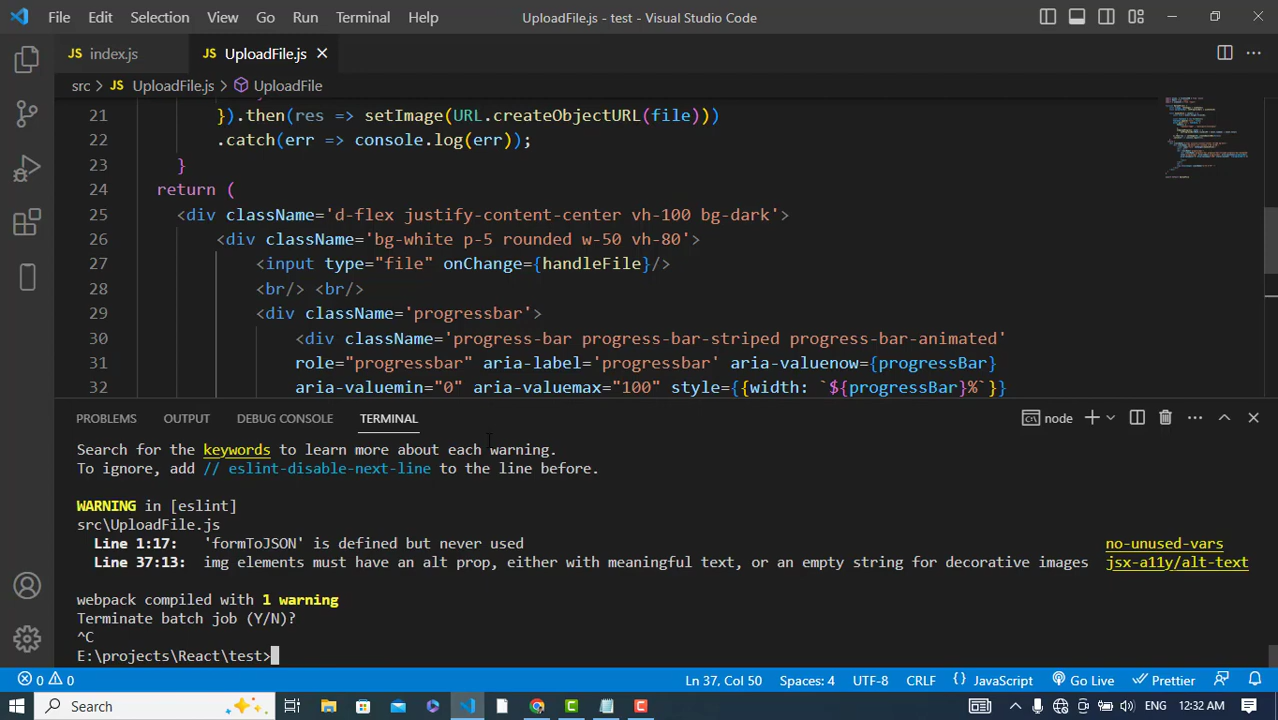 File Edit Selection View Go Run Terminal Help UploadFile.js - test - Visual Studio Code
JS index.js JS UploadFile.js
src > JS UploadFile.js > UploadFile
21 }).then(res => setImage(URL.createObjectURL(file)))
22 .catch(err => console.log(err));
23 }
24 return (
25 <div className='d-flex justify-content-center vh-100 bg-dark'>
26 <div className='bg-white p-5 rounded w-50 vh-80'>
27 <input type="file" onChange={handleFile}/>
28 <br/> <br/>
29 <div className='progressbar'>
30 <div className='progress-bar progress-bar-striped progress-bar-animated'
31 role="progressbar" aria-label='progressbar' aria-valuenow={progressBar}
32 aria-valuemin="0" aria-valuemax="100" style={{width: `${progressBar}%`}}
PROBLEMS OUTPUT DEBUG CONSOLE TERMINAL node
Search for the keywords to learn more about each warning.
To ignore, add // eslint-disable-next-line to the line before.
WARNING in [eslint]
src\UploadFile.js
Line 1:17: 'formToJSON' is defined but never used no-unused-vars
Line 37:13: img elements must have an alt prop, either with meaningful text, or an empty string for decorative images jsx-a11y/alt-text
webpack compiled with 1 warning
Terminate batch job (Y/N)?
^C
E:\projects\React\test>
0 0 Ln 37, Col 50 Spaces: 4 UTF-8 CRLF {} JavaScript Go Live Prettier
Search ENG 12:32 AM